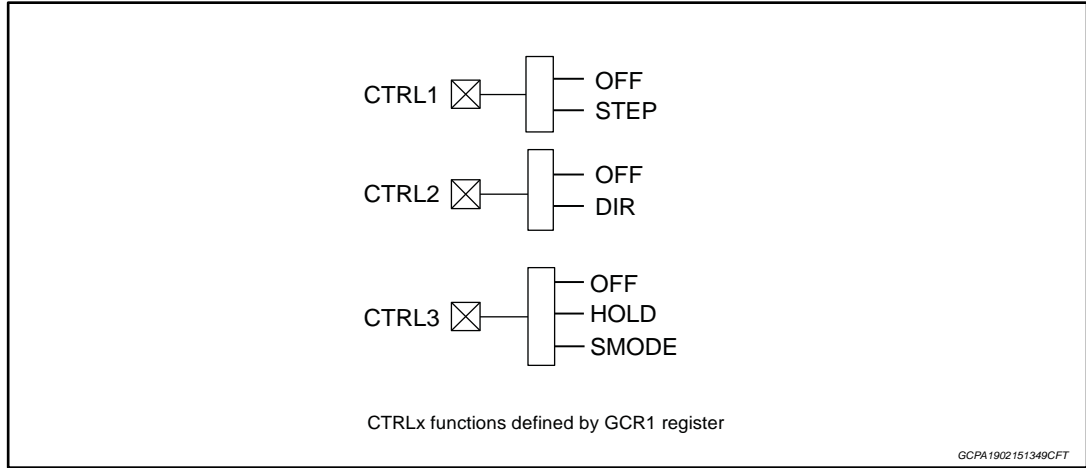 CTRL1
OFF
STEP
CTRL2
OFF
DIR
CTRL3
OFF
HOLD
SMODE
CTRLx functions defined by GCR1 register
GCPA1902151349CFT